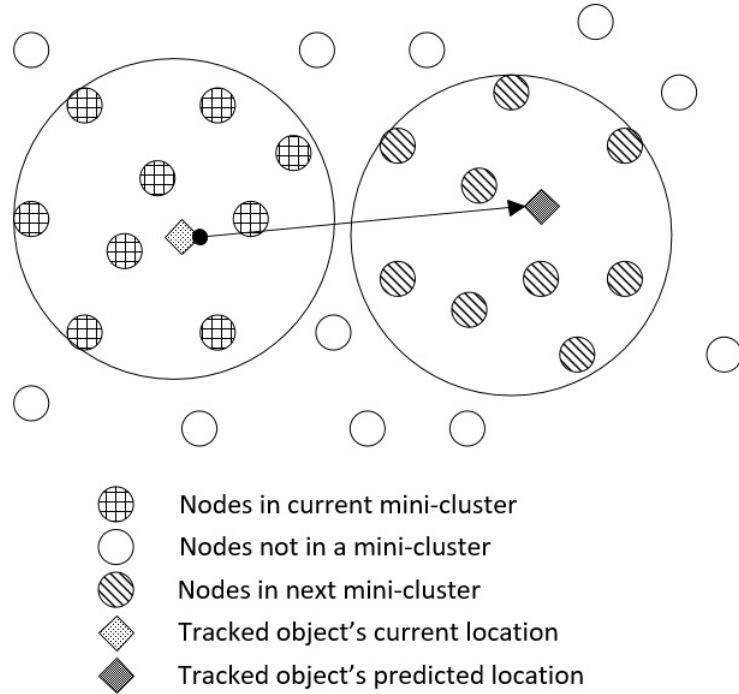 Nodes in current mini-cluster
Nodes not in a mini-cluster
Nodes in next mini-cluster
Tracked object's current location
Tracked object's predicted location